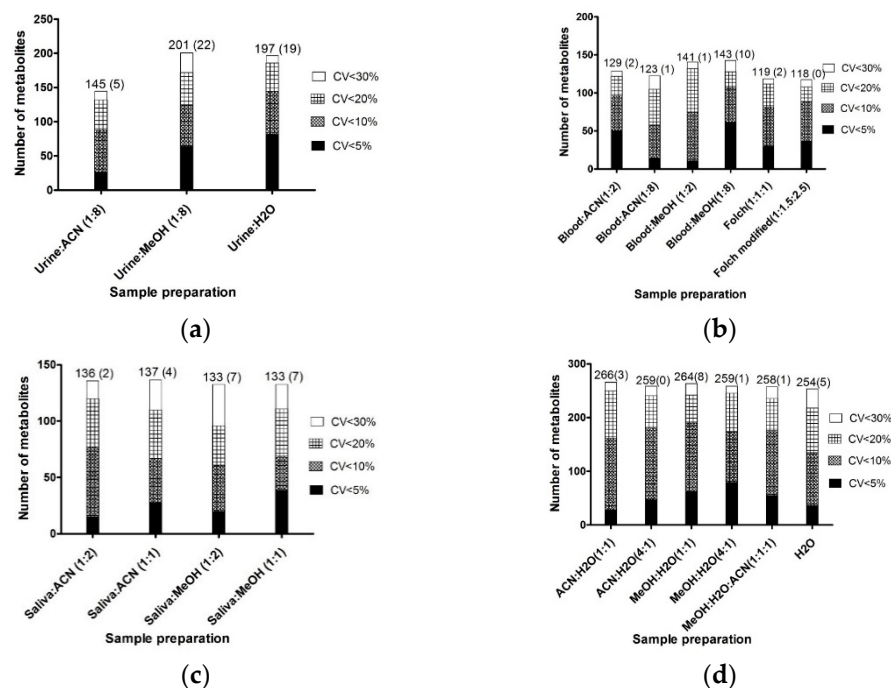 250
200
150
100
50
0
Number of metabolites
145 (5)
201 (22)
197 (19)
CV<30%
CV<20%
CV<10%
CV<5%
Urine:ACN (1:8)
Urine:MeOH (1:8)
Urine:H2O
Sample preparation
(a)
200
150
100
50
0
Number of metabolites
129 (2)
123 (1)
141 (1)
143 (10)
119 (2)
118 (0)
CV<30%
CV<20%
CV<10%
CV<5%
Blood:ACN(1:2)
Blood:ACN(1:8)
Blood:MeOH (1:2)
Blood:MeOH(1:8)
Folch(1:1:1)
Folch modified(1:1.5:2.5)
Sample preparation
(b)
150
100
50
0
Number of metabolites
136 (2)
137 (4)
133 (7)
133 (7)
CV<30%
CV<20%
CV<10%
CV<5%
Saliva:ACN (1:2)
Saliva:ACN (1:1)
Saliva:MeOH (1:2)
Saliva:MeOH (1:1)
Sample preparation
(c)
300
200
100
0
Number of metabolites
266(3)
259(0)
264(8)
259(1)
258(1)
254(5)
CV<30%
CV<20%
CV<10%
CV<5%
ACN:H2O(1:1)
ACN:H2O(4:1)
MeOH:H2O(1:1)
MeOH:H2O(4:1)
MeOH:H2O:ACN(1:1:1)
H2O
Sample preparation
(d)